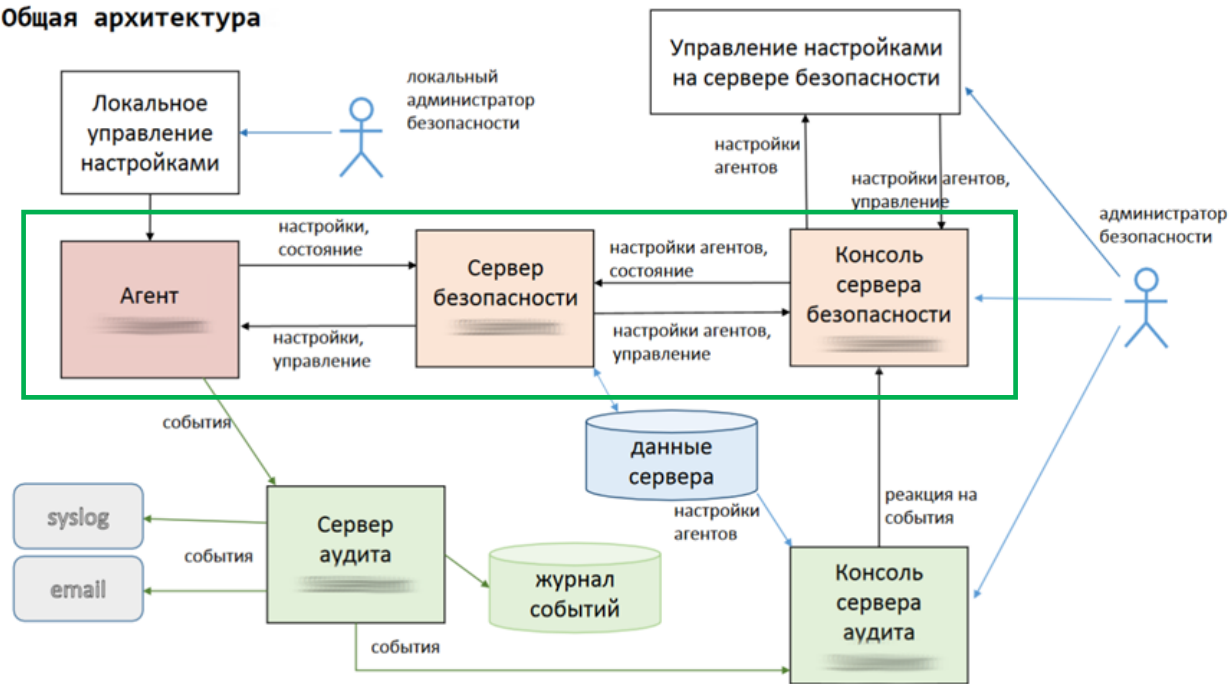 Общая архитектура
Локальное
управление
настройками
локальный
администратор
безопасности
Управление настройками
на сервере безопасности
настройки
агентов
настройки агентов,
управление
администратор
безопасности
Агент
настройки,
состояние
настройки,
управление
Сервер
безопасности
настройки агентов,
состояние
настройки агентов,
управление
Консоль
сервера
безопасности
события
данные
сервера
настройки
агентов
реакция на
события
syslog
email
события
Сервер
аудита
журнал
событий
события
Консоль
сервера
аудита